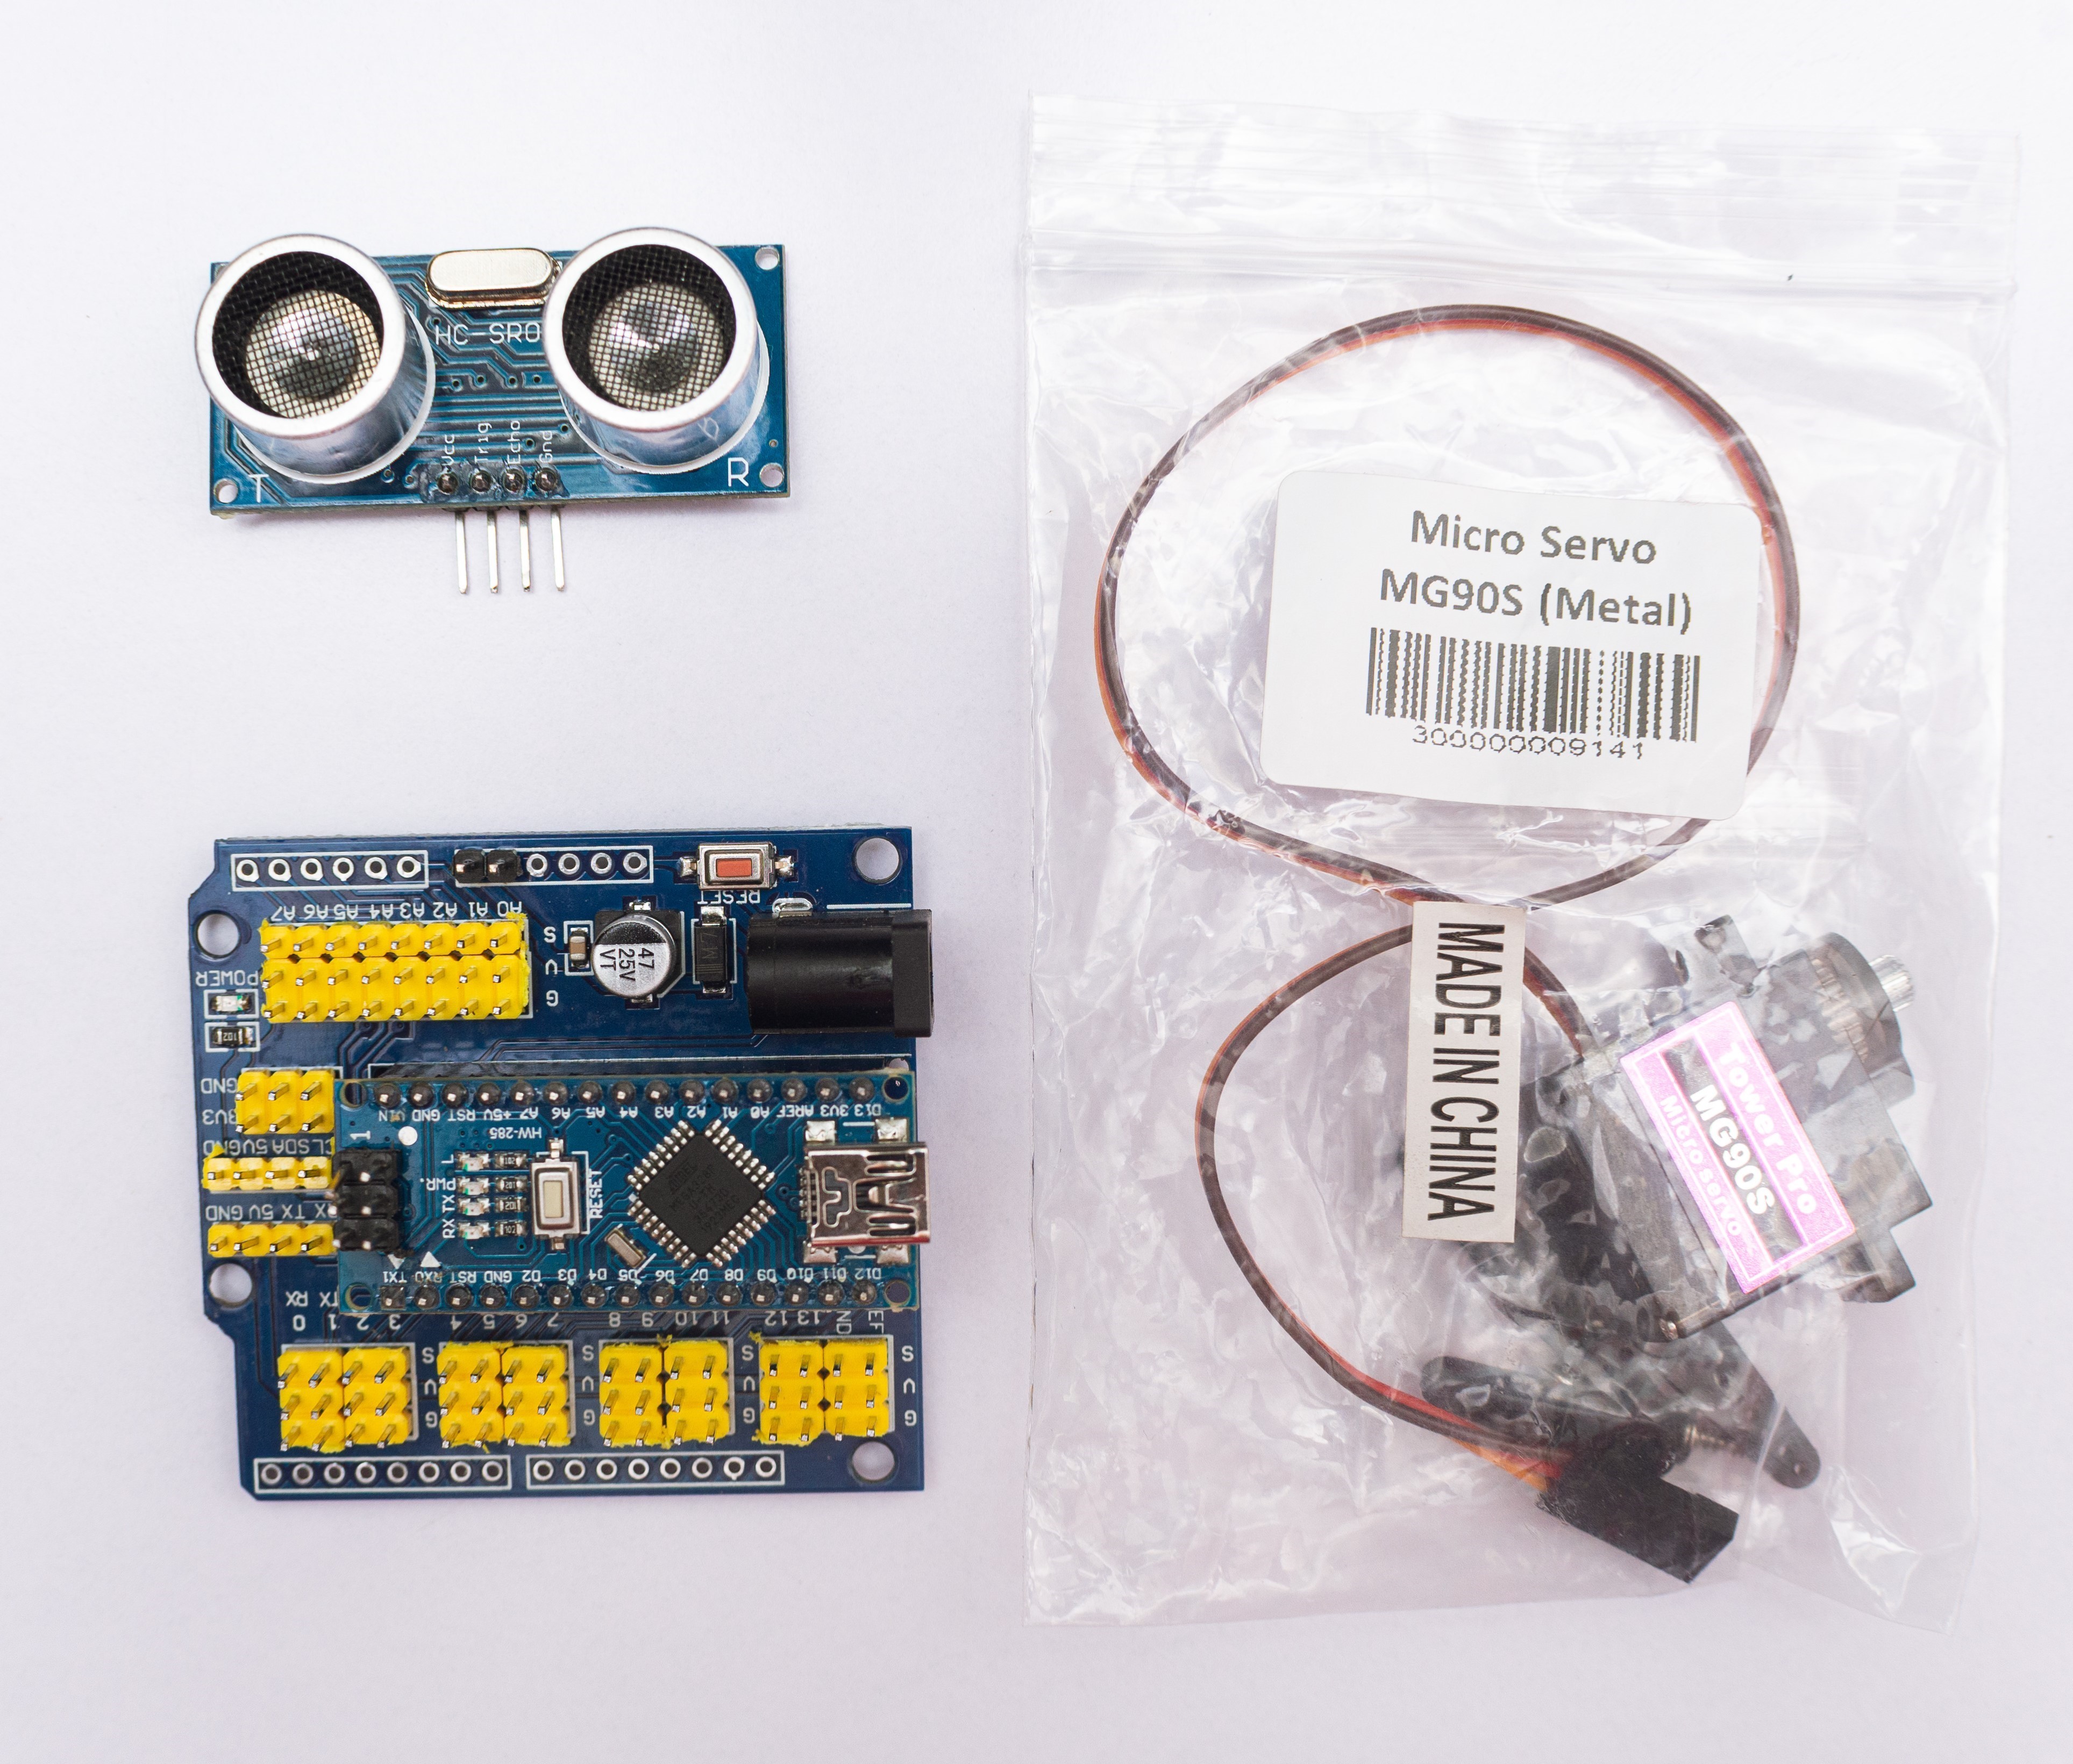 HC-SR0
Vcc
Trig
Echo
Gnd
T
R
Micro Servo
MG90S (Metal)
300000009141
MADE IN CHINA
Tower Pro
MG90S
Micro servo
RESET
A7 A6 A5 A4 A3 A2 A1 A0
S
V
G
47
25V
VT
POWER
102
GND
3V3
SDA 5V GND
TX 5V GND
VIN GND RST +5V A7 A6 A5 A4 A3 A2 A1 A0 AREF 3V3 D13
HW-285
1
L
PWR.
TX
RX
RESET
TX1 RX0 RST GND D2 D3 D4 D5 D6 D7 D8 D9 D10 D11 D12
RX TX
0 1 2 3 4 5 6 7 8 9 10 11 12 13
S S S S
V V V V
G G G G